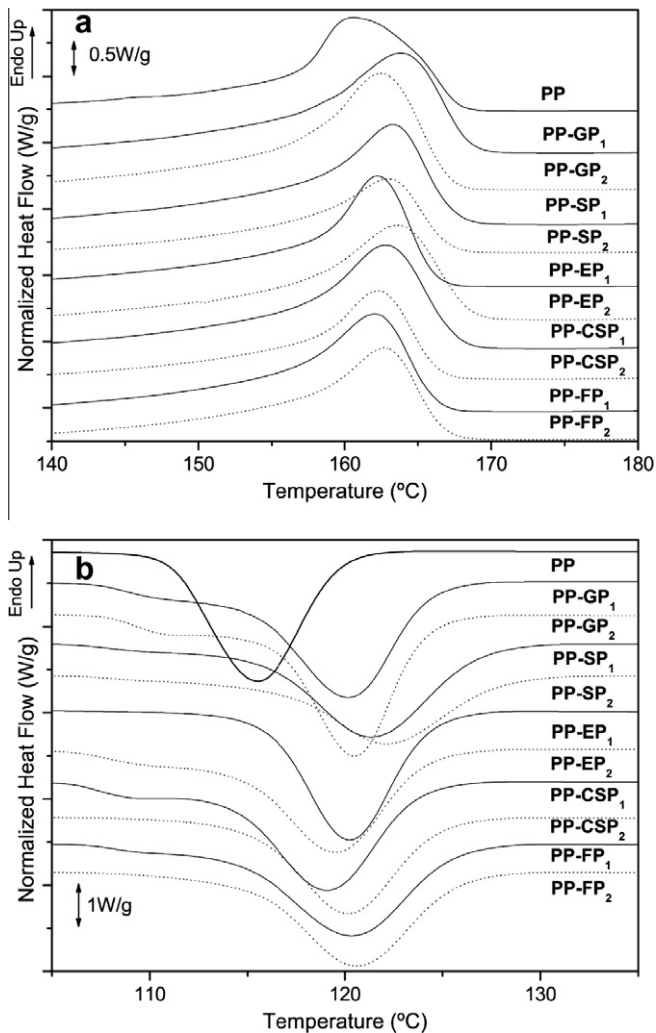 a
Endo Up
0.5W/g
Normalized Heat Flow (W/g)
PP
PP-GP₁
PP-GP₂
PP-SP₁
PP-SP₂
PP-EP₁
PP-EP₂
PP-CSP₁
PP-CSP₂
PP-FP₁
PP-FP₂
140 150 160 170 180
Temperature (ºC)
b
Endo Up
Normalized Heat Flow (W/g)
PP
PP-GP₁
PP-GP₂
PP-SP₁
PP-SP₂
PP-EP₁
PP-EP₂
PP-CSP₁
PP-CSP₂
PP-FP₁
PP-FP₂
1W/g
110 120 130
Temperature (ºC)